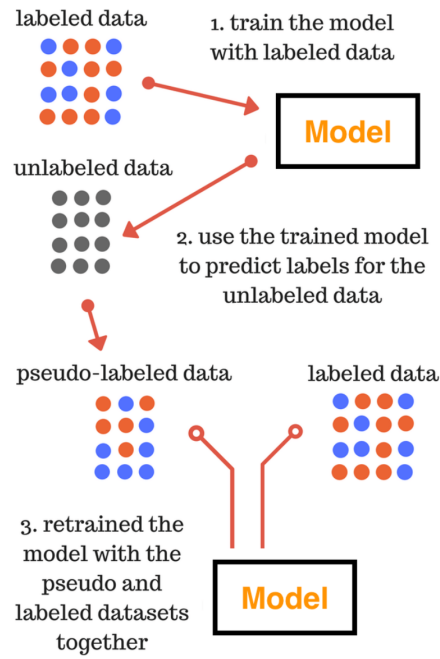 labeled data
1. train the model
with labeled data
Model
unlabeled data
2. use the trained model
to predict labels for the
unlabeled data
pseudo-labeled data
labeled data
3. retrained the
model with the
pseudo and
labeled datasets
together
Model